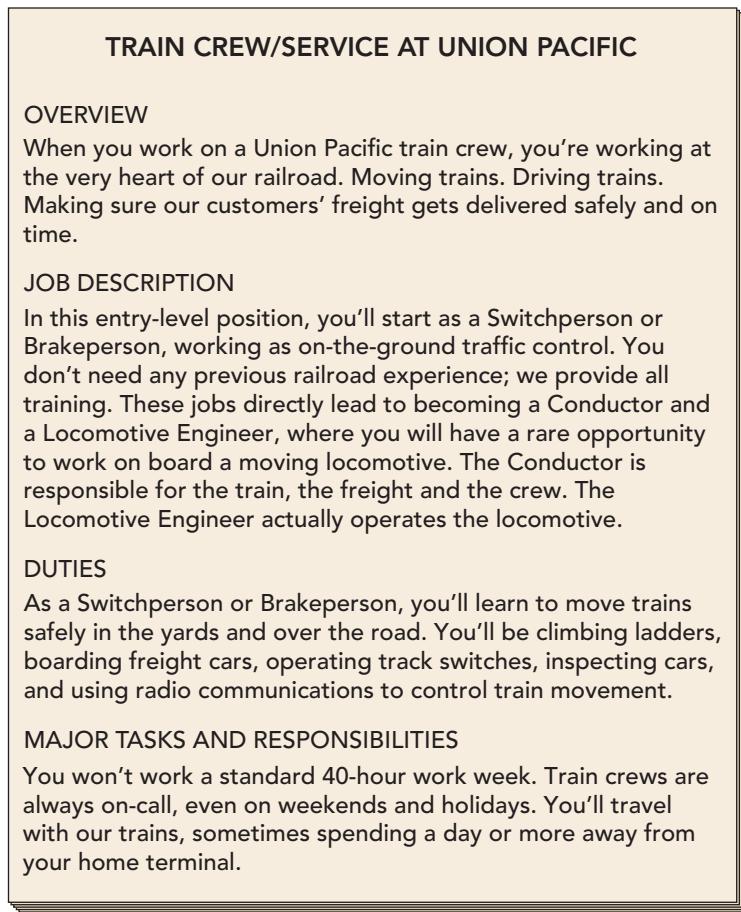 TRAIN CREW/SERVICE AT UNION PACIFIC
OVERVIEW
When you work on a Union Pacific train crew, you’re working at
the very heart of our railroad. Moving trains. Driving trains.
Making sure our customers’ freight gets delivered safely and on
time.
JOB DESCRIPTION
In this entry-level position, you’ll start as a Switchperson or
Brakeperson, working as on-the-ground traffic control. You
don’t need any previous railroad experience; we provide all
training. These jobs directly lead to becoming a Conductor and
a Locomotive Engineer, where you will have a rare opportunity
to work on board a moving locomotive. The Conductor is
responsible for the train, the freight and the crew. The
Locomotive Engineer actually operates the locomotive.
DUTIES
As a Switchperson or Brakeperson, you’ll learn to move trains
safely in the yards and over the road. You’ll be climbing ladders,
boarding freight cars, operating track switches, inspecting cars,
and using radio communications to control train movement.
MAJOR TASKS AND RESPONSIBILITIES
You won’t work a standard 40-hour work week. Train crews are
always on-call, even on weekends and holidays. You’ll travel
with our trains, sometimes spending a day or more away from
your home terminal.